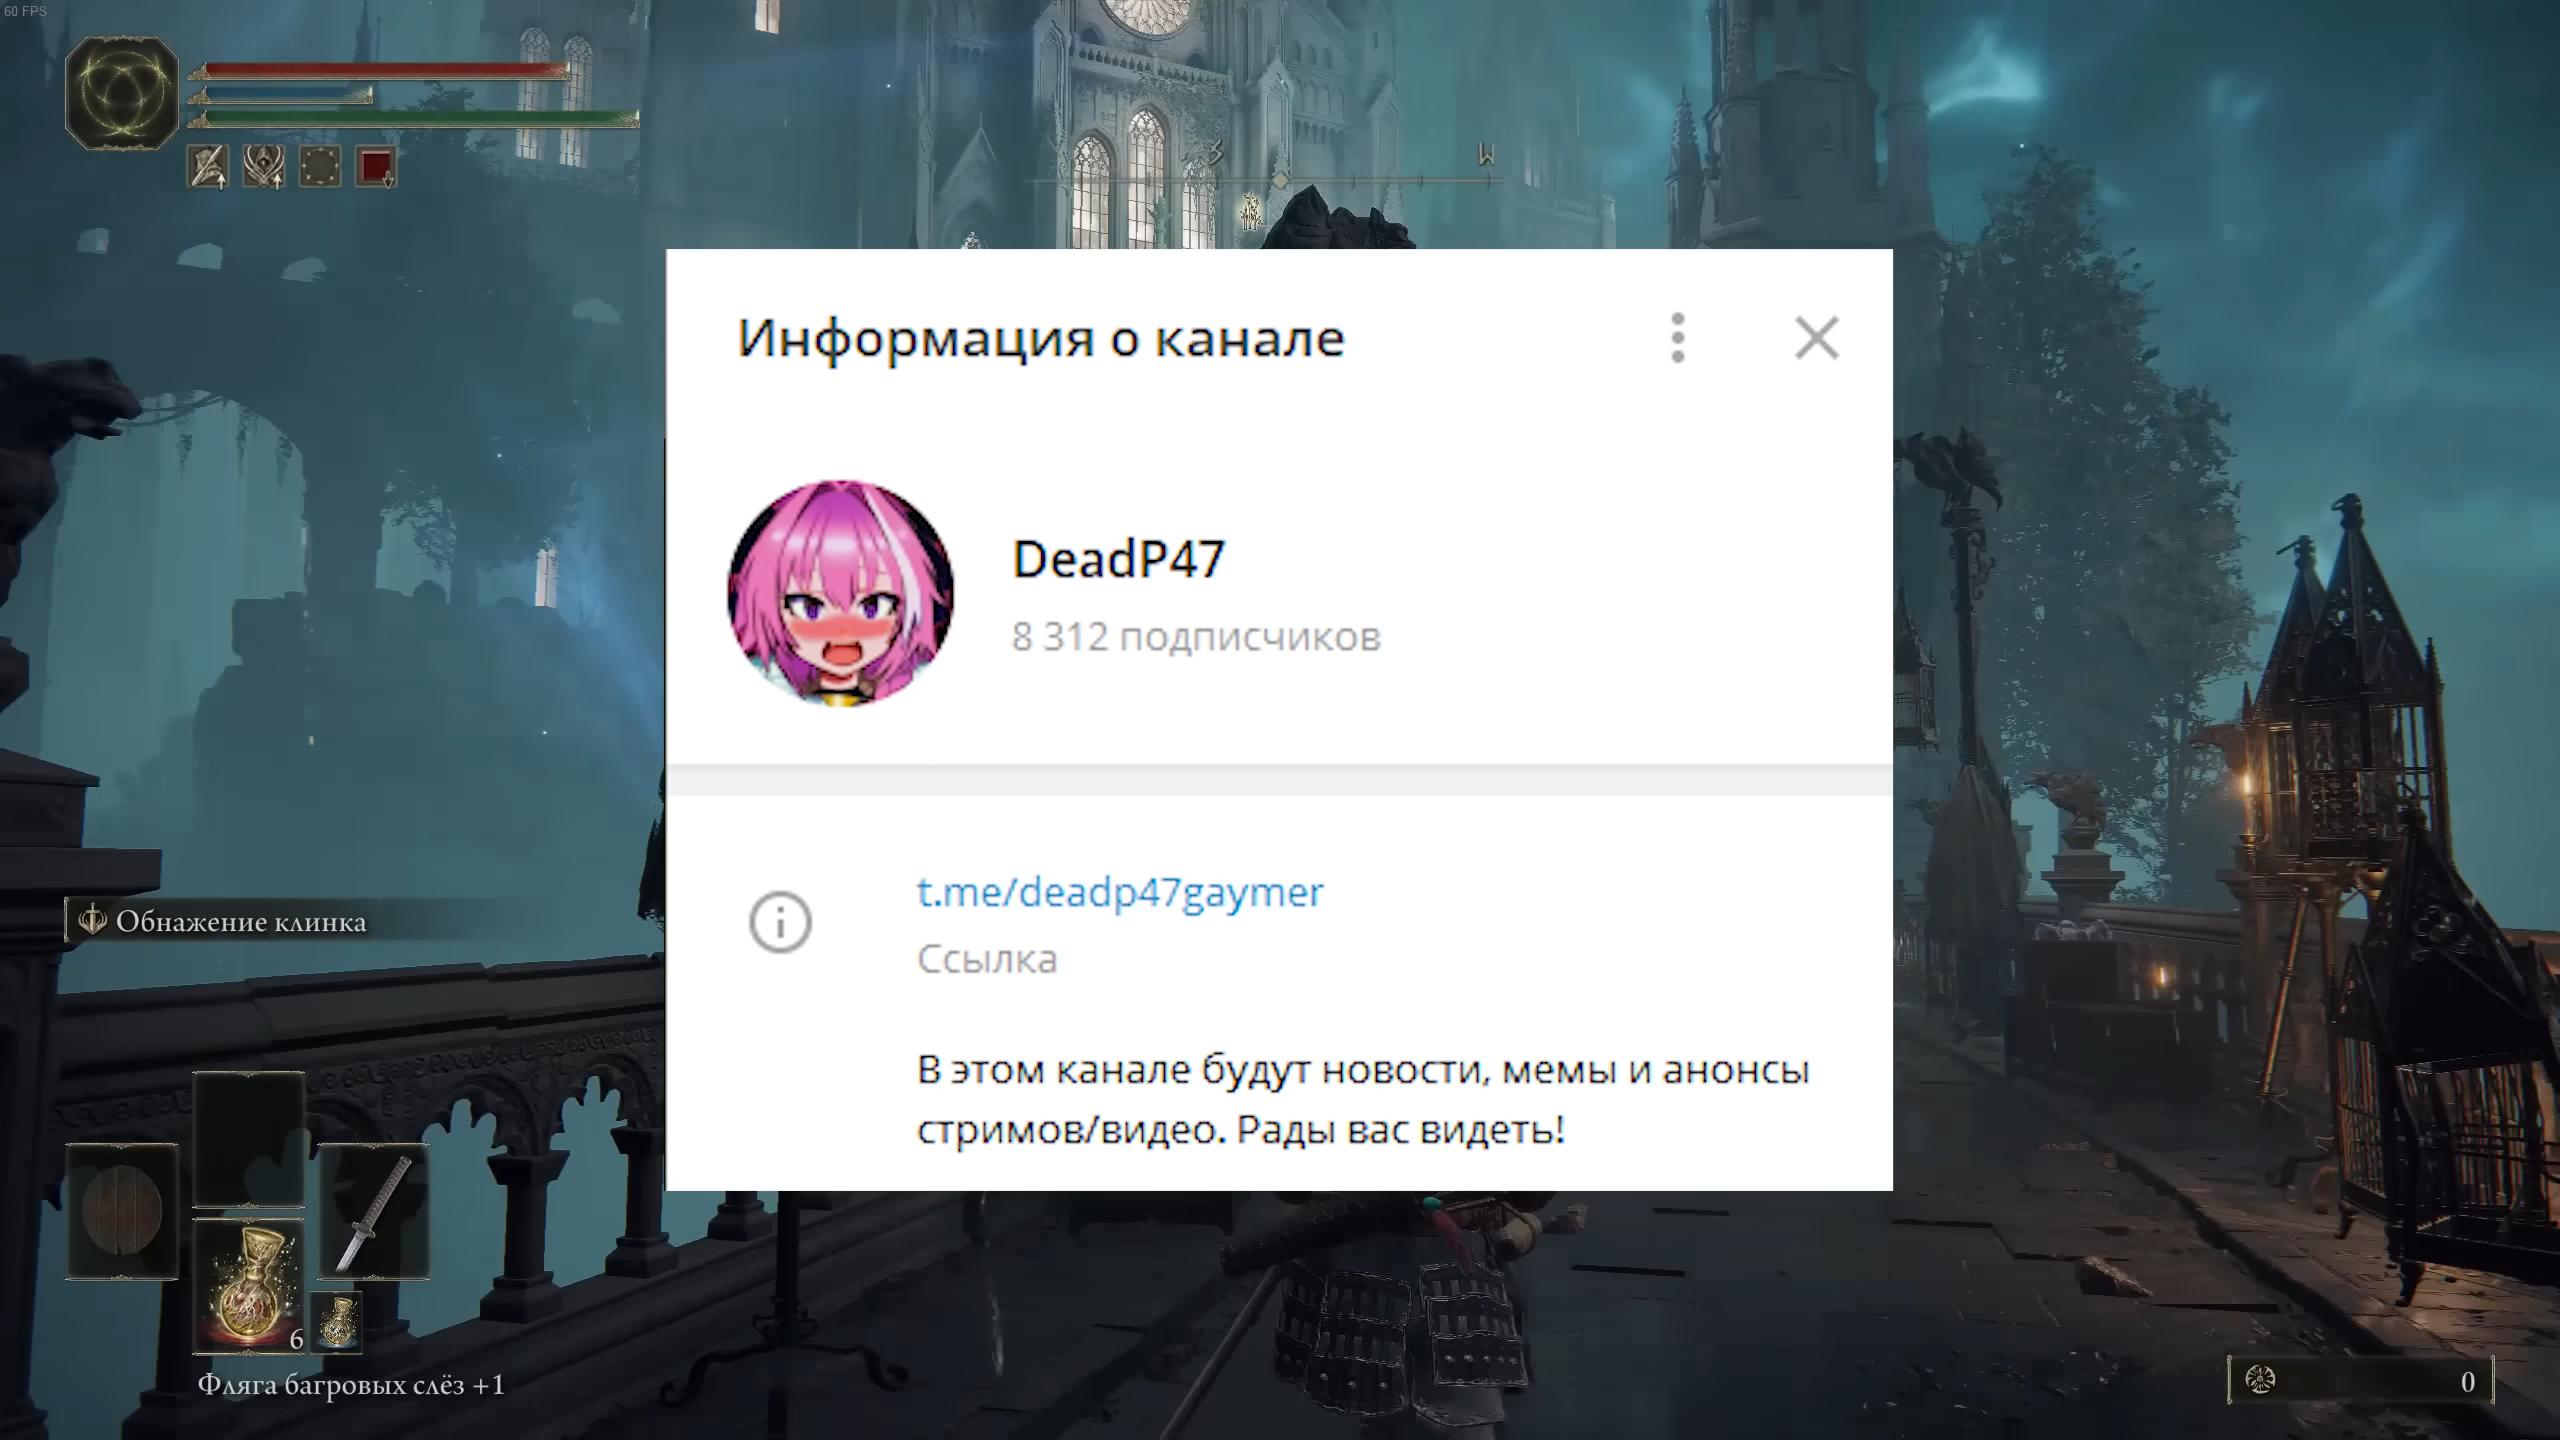 60 FPS
S
W
Информация о канале
DeadP47
8 312 подписчиков
t.me/deadp47gaymer
Ссылка
В этом канале будут новости, мемы и анонсы
стримов/видео. Рады вас видеть!
Обнажение клинка
6
Фляга багровых слёз +1
0